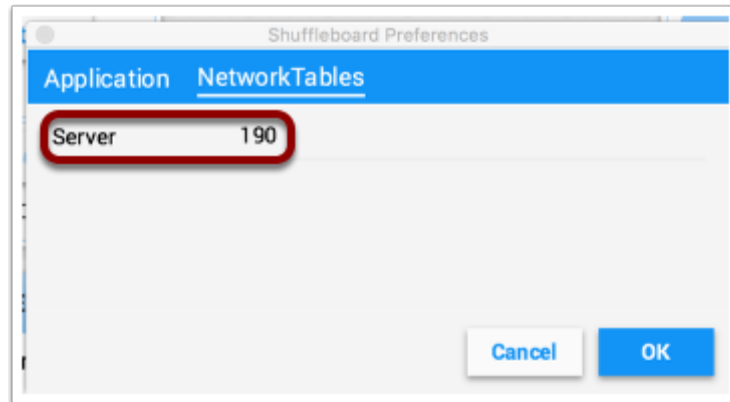 Shuffleboard Preferences
Application NetworkTables
Server 190
Cancel OK